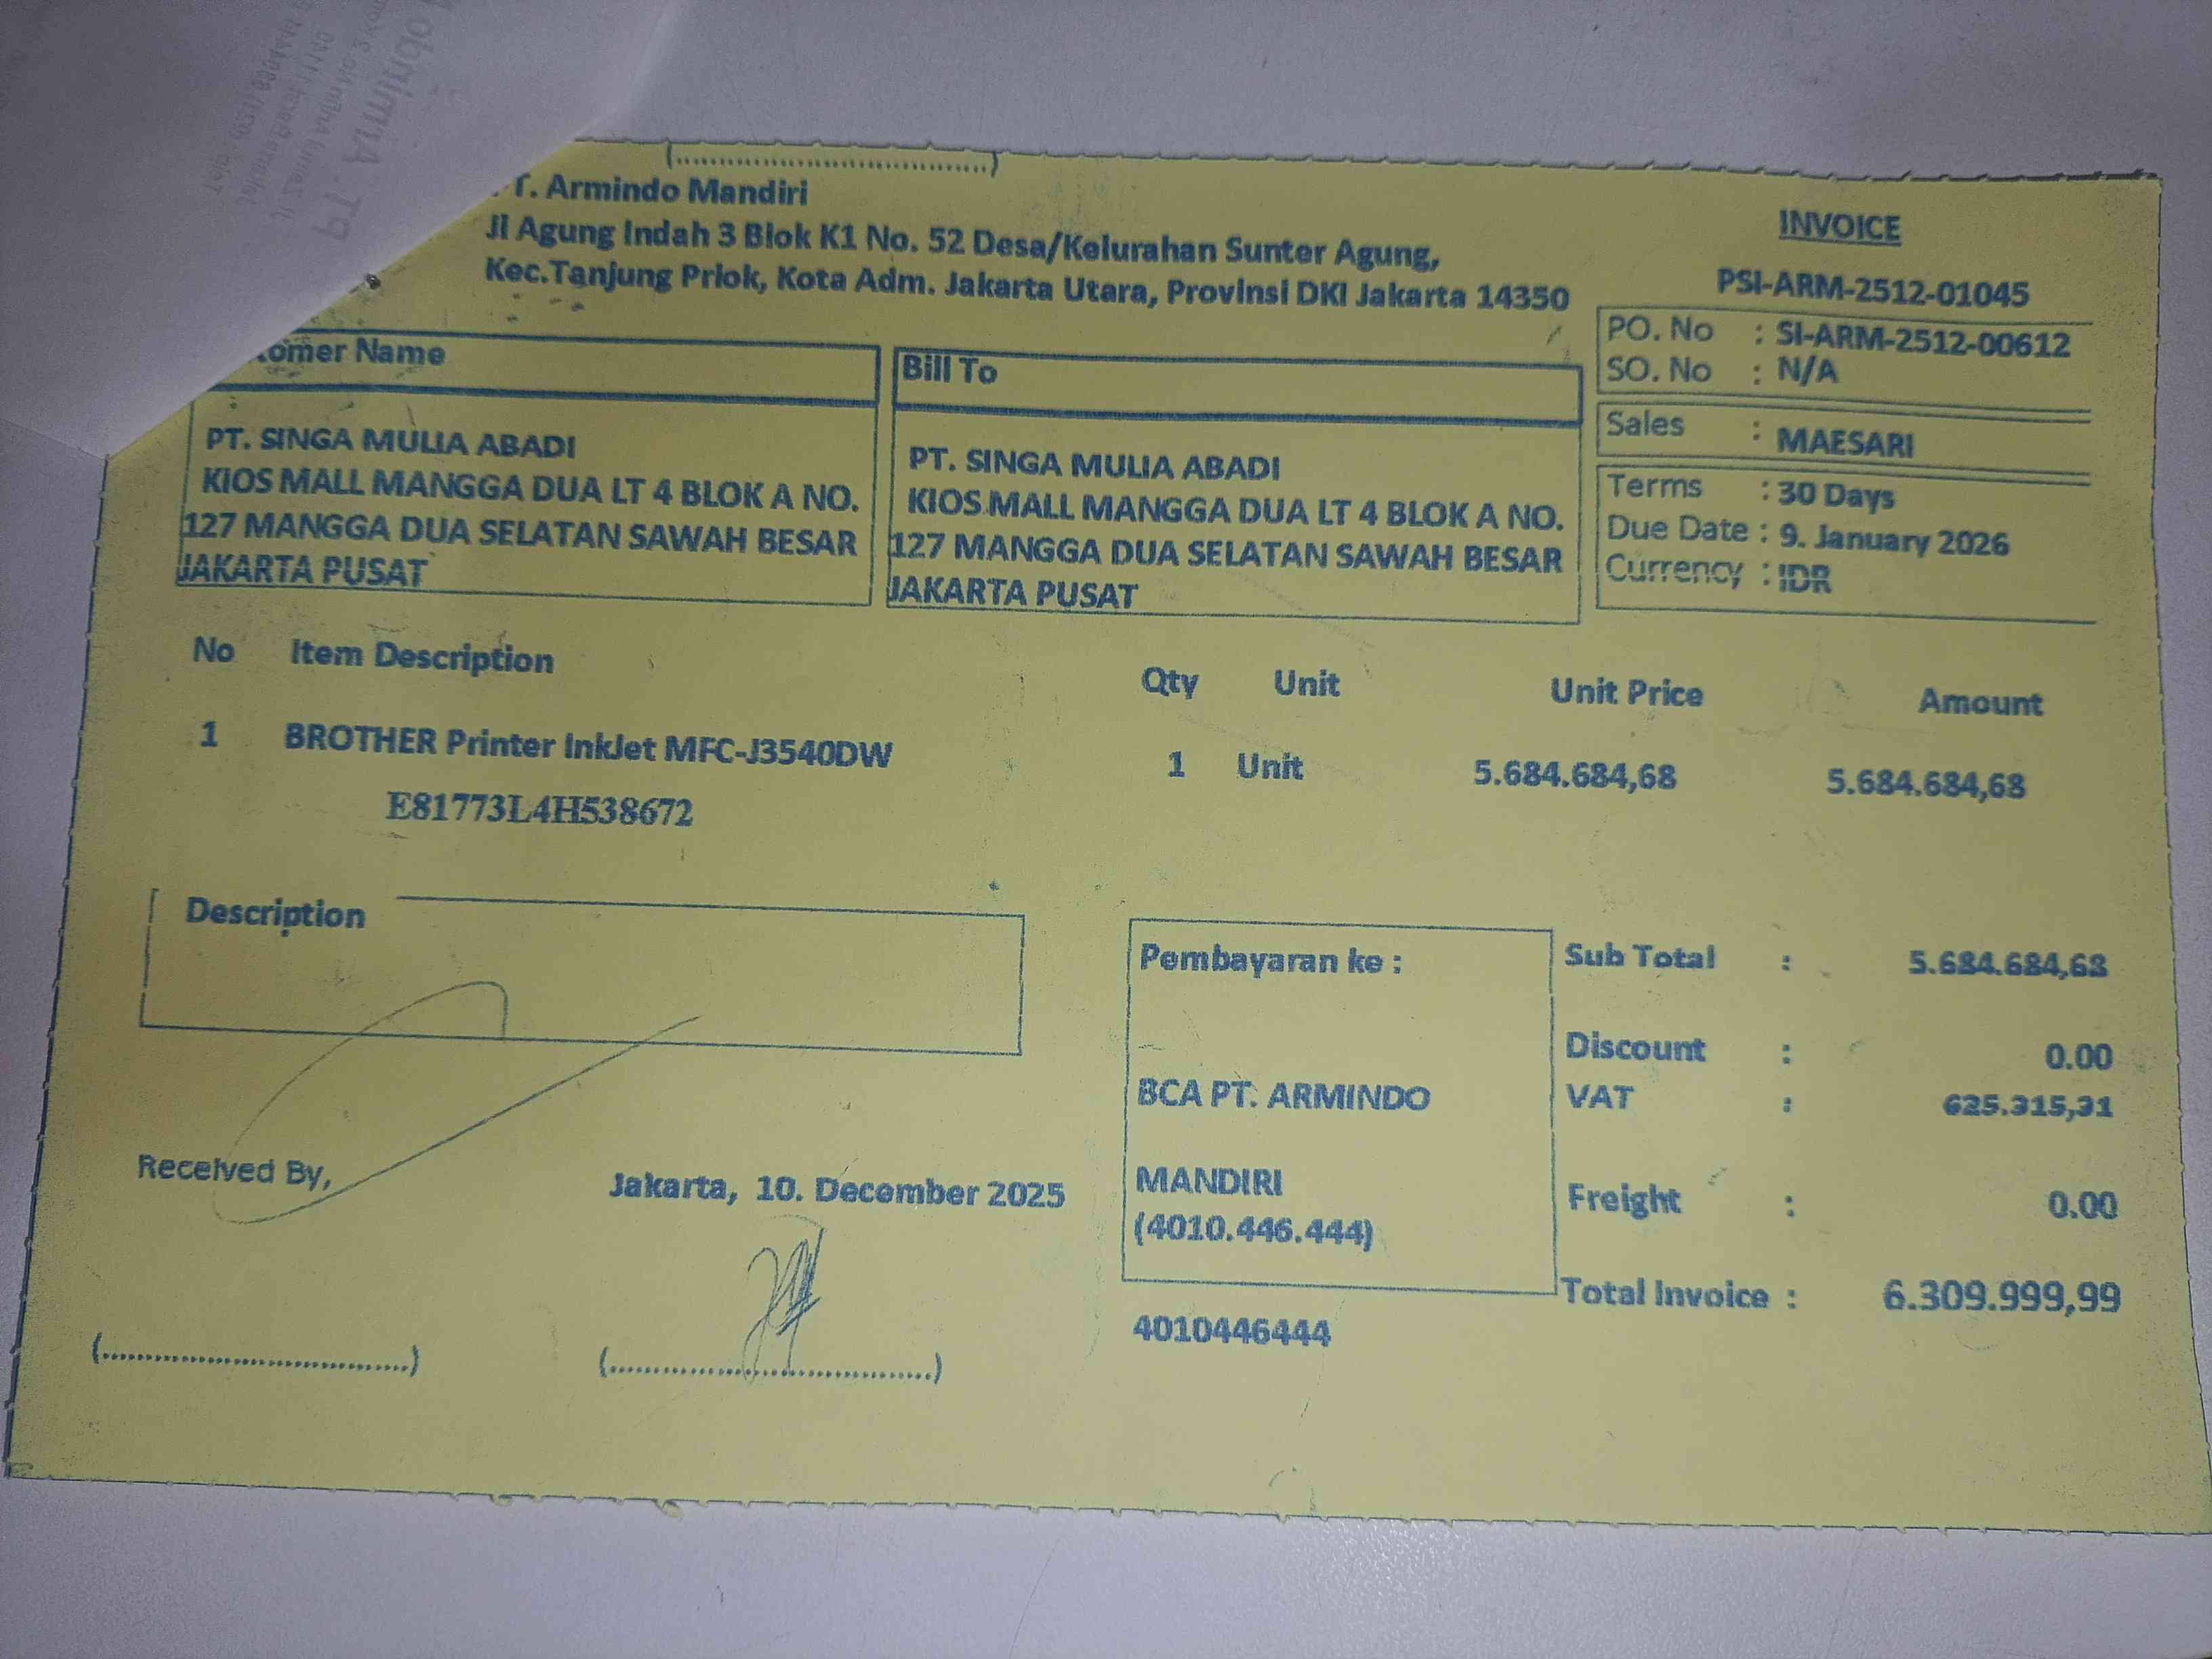 (....................................)
T. Armindo Mandiri
Jl Agung Indah 3 Blok K1 No. 52 Desa/Kelurahan Sunter Agung,
Kec.Tanjung Priok, Kota Adm. Jakarta Utara, Provinsi DKI Jakarta 14350
INVOICE
PSI-ARM-2512-01045
PO. No : SI-ARM-2512-00612
SO. No : N/A
Sales : MAESARI
Terms : 30 Days
Due Date : 9. January 2026
Currency : IDR
omer Name
PT. SINGA MULIA ABADI
KIOS MALL MANGGA DUA LT 4 BLOK A NO.
127 MANGGA DUA SELATAN SAWAH BESAR
JAKARTA PUSAT
Bill To
PT. SINGA MULIA ABADI
KIOS MALL MANGGA DUA LT 4 BLOK A NO.
127 MANGGA DUA SELATAN SAWAH BESAR
JAKARTA PUSAT
No Item Description Qty Unit Unit Price Amount
1 BROTHER Printer InkJet MFC-J3540DW 1 Unit 5.684.684,68 5.684.684,68
E81773L4H538672
Description
Received By,
Jakarta, 10. December 2025
(....................................)
(....................................)
Pembayaran ke :
BCA PT. ARMINDO
MANDIRI
(4010.446.444)
4010446444
Sub Total : 5.684.684,68
Discount : 0.00
VAT : 625.315,31
Freight : 0.00
Total Invoice : 6.309.999,99